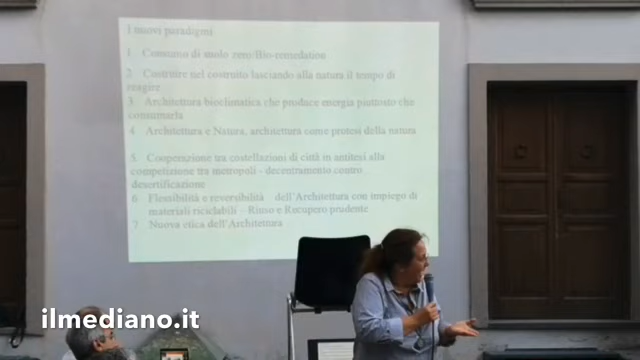 I nuovi paradigmi
1 Consumo di suolo zero/Bio-remediation
2 Costruire nel costruito lasciando alla natura il tempo di
reagire
3 Architettura bioclimatica che produce energia piuttosto che
consumarla
4 Architettura e Natura, architettura come protesi della natura
5. Cooperazione tra costellazioni di città in antitesi alla
competizione tra metropoli - decentramento contro
desertificazione
6 Flessibilità e reversibilità dell'Architettura con impiego di
materiali riciclabili – Riuso e Recupero prudente
7 Nuova etica dell'Architettura
ilmediano.it